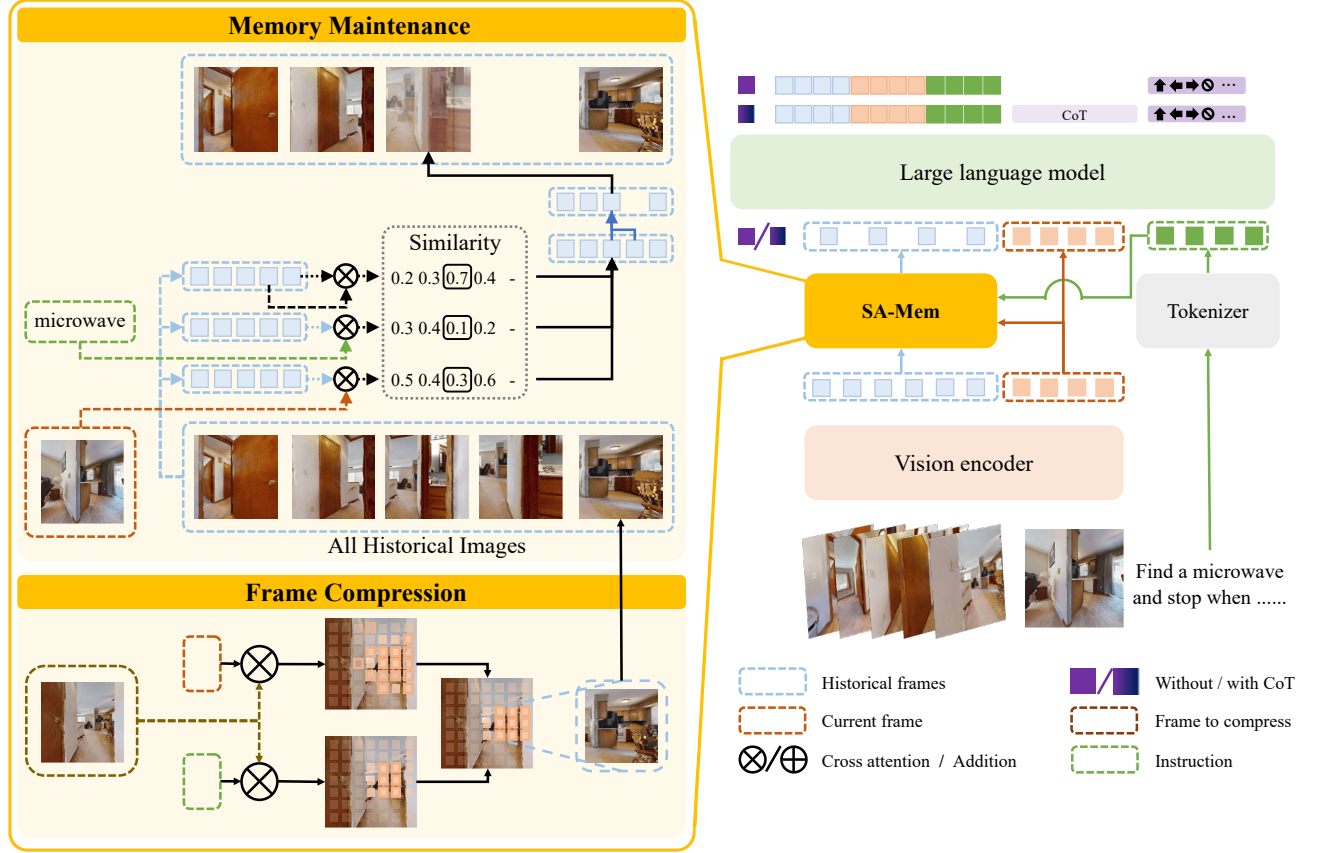 Memory Maintenance
Similarity
0.2 0.3 0.7 0.4 -
microwave
0.3 0.4 0.1 0.2 -
0.5 0.4 0.3 0.6 -
All Historical Images
Frame Compression
...
CoT
...
Large language model
SA-Mem
Tokenizer
Vision encoder
Find a microwave
and stop when ......
Historical frames
Without / with CoT
Current frame
Frame to compress
Cross attention / Addition
Instruction